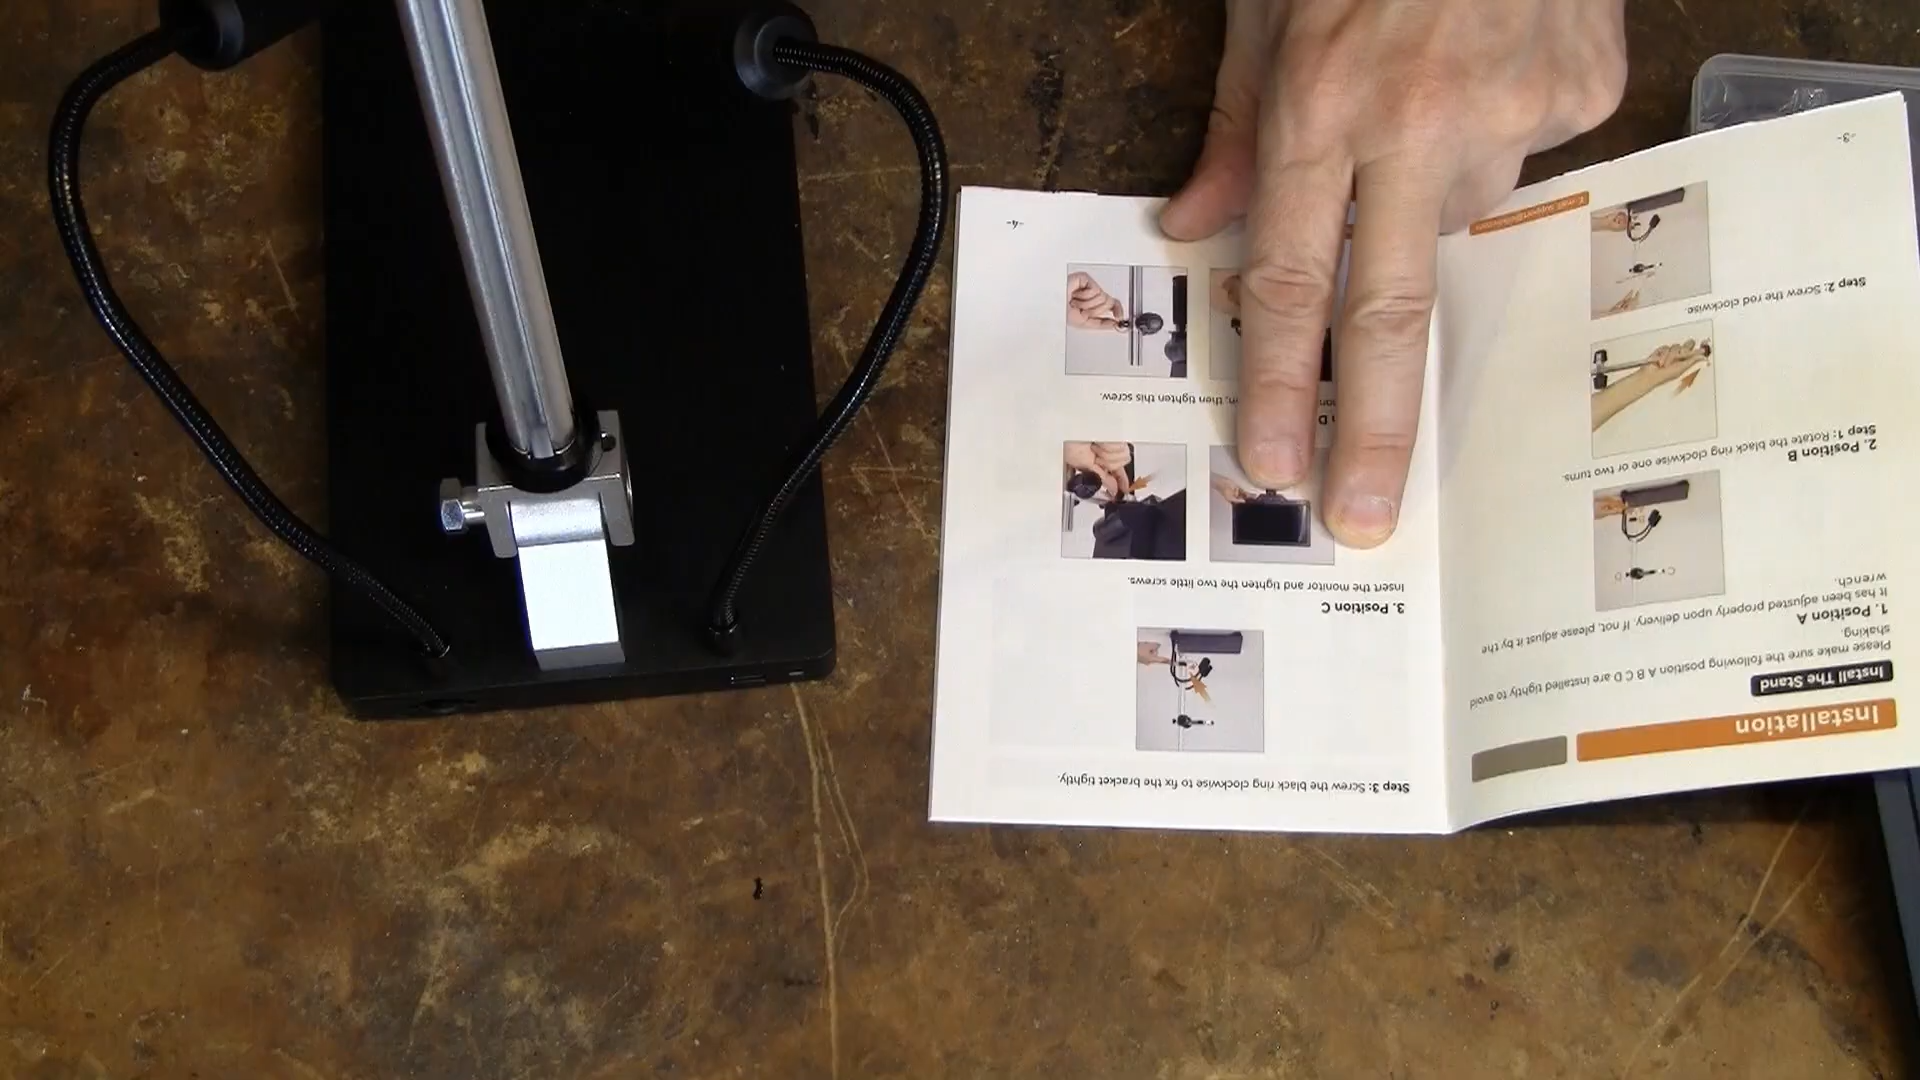 Installation
Install The Stand
Please make sure the following position A B C D are installed tightly to avoid
shaking.
1. Position A
It has been adjusted properly upon delivery. If not, please adjust it by the
wrench.
2. Position B
Step 1: Rotate the black ring clockwise one or two turns.
Step 2: Screw the rod clockwise.
-3-
Step 3: Screw the black ring clockwise to fix the bracket tightly.
3. Position C
Insert the monitor and tighten the two little screws.
n D
then tighten this screw.
-4-